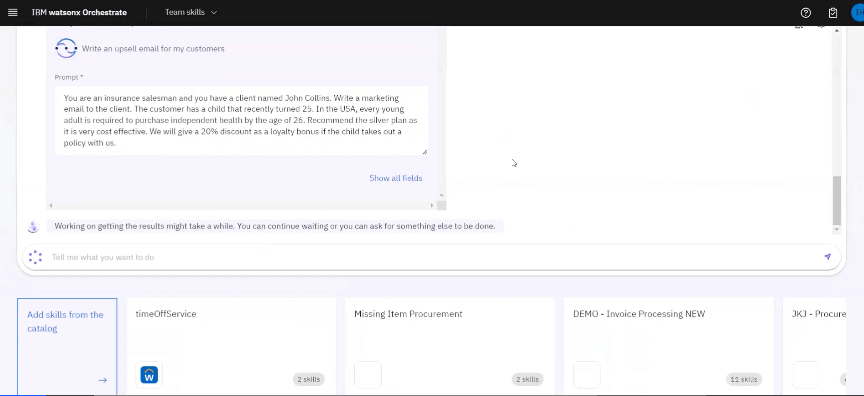 IBM watsonx Orchestrate
Team skills
Write an upsell email for my customers
Prompt *
You are an insurance salesman and you have a client named John Collins. Write a marketing
email to the client. The customer has a child that recently turned 25. In the USA, every young
adult is required to purchase independent health by the age of 26. Recommend the silver plan as
it is very cost effective. We will give a 20% discount as a loyalty bonus if the child takes out a
policy with us.
Show all fields
Working on getting the results might take a while. You can continue waiting or you can ask for something else to be done.
Tell me what you want to do
Add skills from the
catalog
timeOffService
W
2 skills
Missing Item Procurement
2 skills
DEMO - Invoice Processing NEW
11 skills
JKJ - Procure